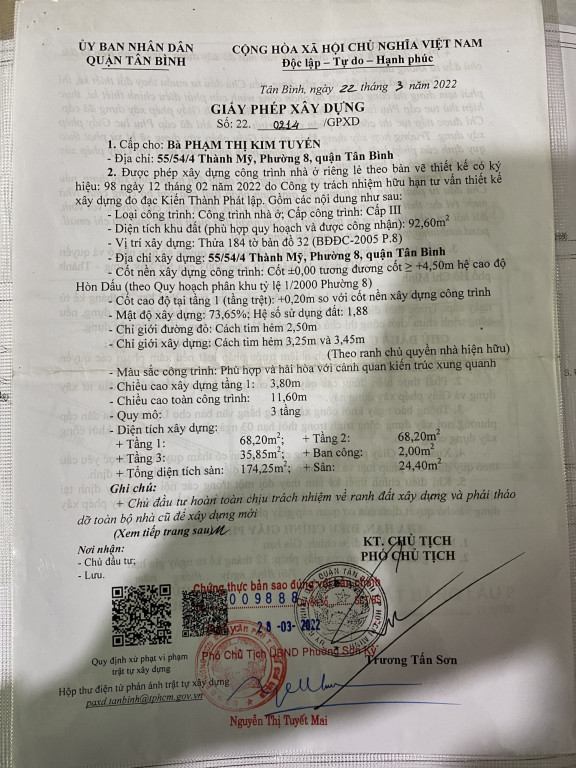 ỦY BAN NHÂN DÂN
QUẬN TÂN BÌNH
CỘNG HÒA XÃ HỘI CHỦ NGHĨA VIỆT NAM
Độc lập – Tự do – Hạnh phúc
Tân Bình, ngày 22 tháng 3 năm 2022
GIẤY PHÉP XÂY DỰNG
Số: 22. 0214 /GPXD
1. Cấp cho: Bà PHẠM THỊ KIM TUYẾN
- Địa chỉ: 55/54/4 Thành Mỹ, Phường 8, quận Tân Bình
2. Được phép xây dựng công trình nhà ở riêng lẻ theo bản vẽ thiết kế có ký
hiệu: 98 ngày 12 tháng 02 năm 2022 do Công ty trách nhiệm hữu hạn tư vấn thiết kế
xây dựng đo đạc Kiến Thành Phát lập. Gồm các nội dung như sau:
- Loại công trình: Công trình nhà ở; Cấp công trình: Cấp III
- Diện tích khu đất (phù hợp quy hoạch và được công nhận): 92,60m²
- Vị trí xây dựng: Thửa 184 tờ bản đồ 32 (BĐĐC-2005 P.8)
- Địa chỉ xây dựng: 55/54/4 Thành Mỹ, Phường 8, quận Tân Bình
- Cốt nền xây dựng công trình: Cốt ±0,00 tương đương cốt ≥ +4,50m hệ cao độ
Hòn Dấu (theo Quy hoạch phân khu tỷ lệ 1/2000 Phường 8)
- Cốt cao độ tại tầng 1 (tầng trệt): +0,20m so với cốt nền xây dựng công trình
- Mật độ xây dựng: 73,65%; Hệ số sử dụng đất: 1,88
- Chỉ giới đường đỏ: Cách tim hẻm 2,50m
- Chỉ giới xây dựng: Cách tim hẻm 3,25m và 3,45m
(Theo ranh chủ quyền nhà hiện hữu)
- Màu sắc công trình: Phù hợp và hài hòa với cảnh quan kiến trúc xung quanh
- Chiều cao xây dựng tầng 1: 3,80m
- Chiều cao toàn công trình: 11,60m
- Quy mô: 3 tầng
- Diện tích xây dựng:
+ Tầng 1: 68,20m²; + Tầng 2: 68,20m²
+ Tầng 3: 35,85m²; + Ban công: 2,00m²
+ Tổng diện tích sàn: 174,25m²; + Sân: 24,40m²
Ghi chú:
+ Chủ đầu tư hoàn toàn chịu trách nhiệm về ranh đất xây dựng và phải tháo
dỡ toàn bộ nhà cũ để xây dựng mới
(Xem tiếp trang sau)
Nơi nhận:
- Chủ đầu tư;
- Lưu.
KT. CHỦ TỊCH
PHÓ CHỦ TỊCH
Chứng thực bản sao đúng với bản chính
009888
Ngày 28-03-2022
Phó Chủ Tịch UBND Phường Sơn Kỳ
Trương Tấn Sơn
Quy định xử phạt vi phạm
trật tự xây dựng
Hộp thư điện tử phản ánh trật tự xây dựng
paxd.tanbinh@tphcm.gov.vn
Nguyễn Thị Tuyết Mai